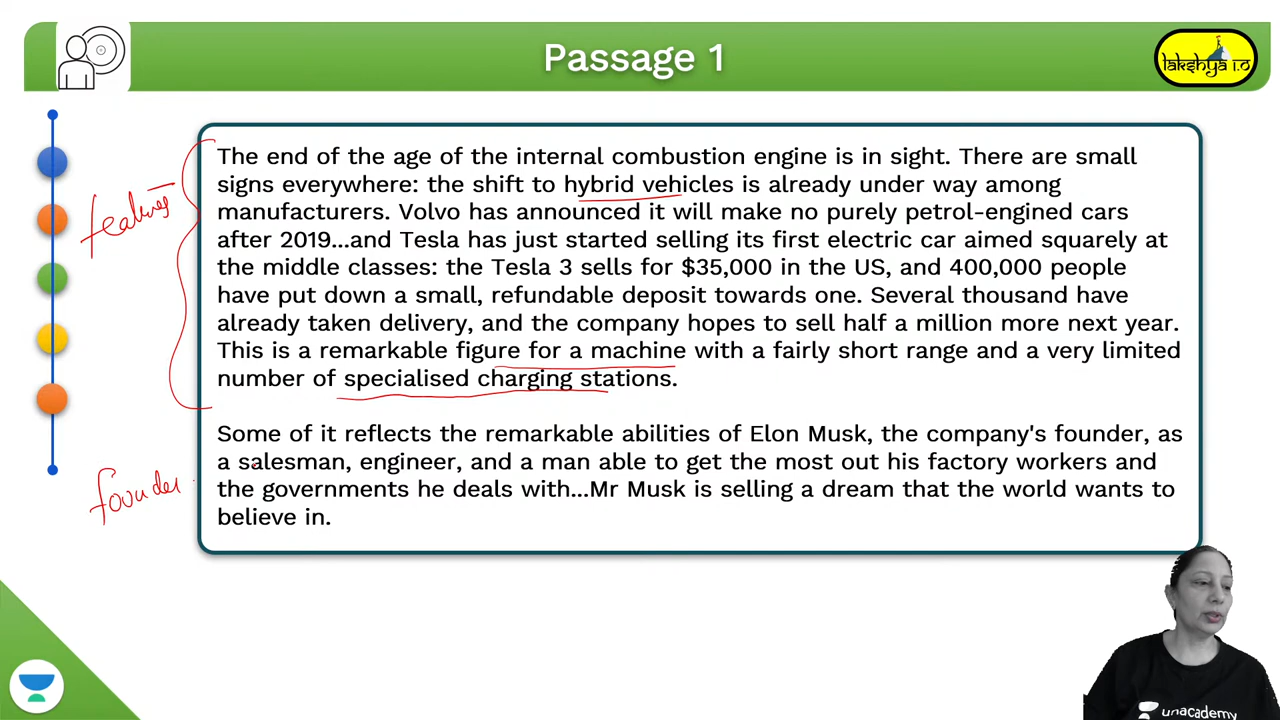 Passage 1
lakshya 1.0
The end of the age of the internal combustion engine is in sight. There are small
signs everywhere: the shift to hybrid vehicles is already under way among
manufacturers. Volvo has announced it will make no purely petrol-engined cars
after 2019...and Tesla has just started selling its first electric car aimed squarely at
the middle classes: the Tesla 3 sells for $35,000 in the US, and 400,000 people
have put down a small, refundable deposit towards one. Several thousand have
already taken delivery, and the company hopes to sell half a million more next year.
This is a remarkable figure for a machine with a fairly short range and a very limited
number of specialised charging stations.
features
Some of it reflects the remarkable abilities of Elon Musk, the company's founder, as
a salesman, engineer, and a man able to get the most out his factory workers and
the governments he deals with...Mr Musk is selling a dream that the world wants to
believe in.
founder
unacademy